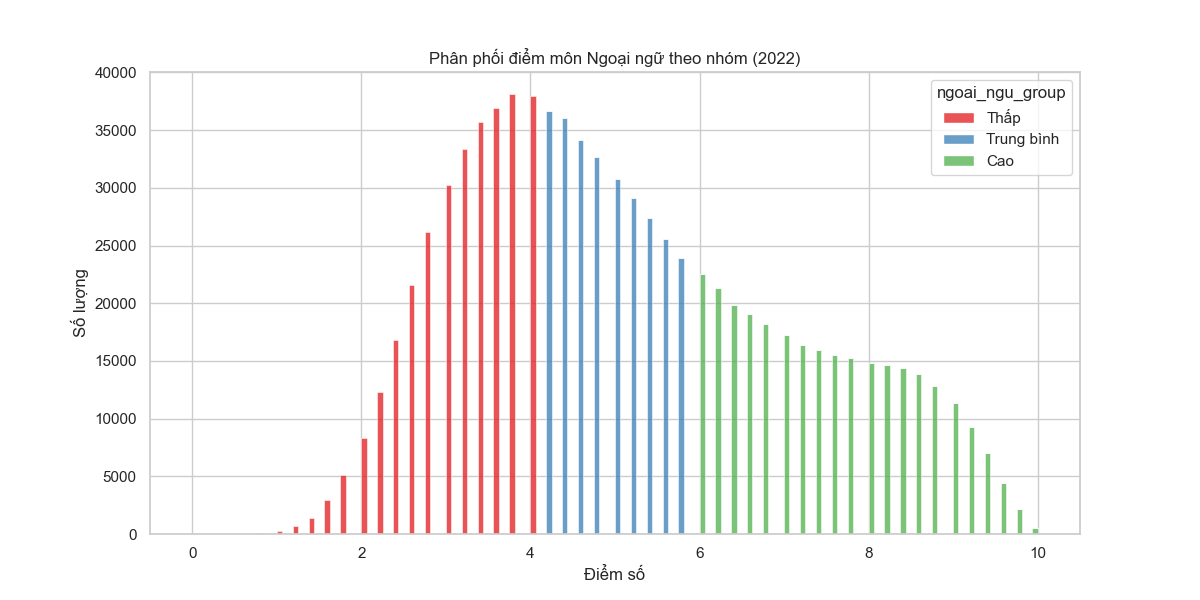 Phân phối điểm môn Ngoại ngữ theo nhóm (2022)
ngoai_ngu_group
Thấp
Trung bình
Cao
Số lượng
40000
35000
30000
25000
20000
15000
10000
5000
0
0 2 4 6 8 10
Điểm số